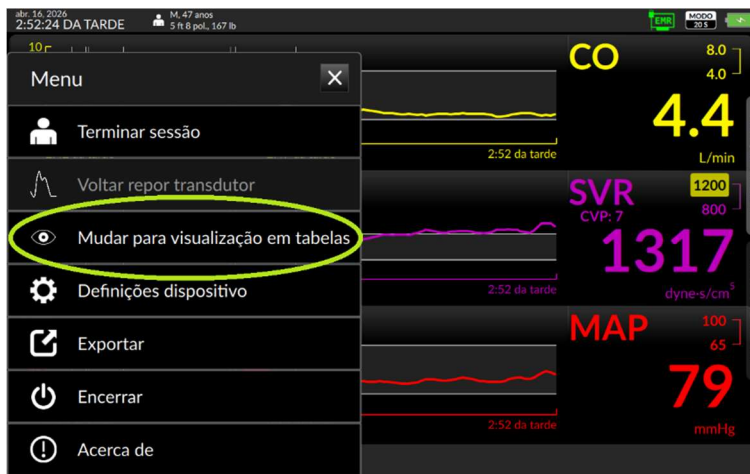 abr. 16, 2026
2:52:24 DA TARDE
M, 47 anos
5 ft 8 pol., 167 lb
EMR
MODO
20 S
10
Menu
X
Terminar sessão
Voltar repor transdutor
Mudar para visualização em tabelas
Definições dispositivo
Exportar
Encerrar
Acerca de
CO
8.0
4.0
4.4
L/min
2:52 da tarde
SVR
1200
CVP: 7
800
1317
dyne-s/cm⁵
2:52 da tarde
MAP
100
65
79
mmHg
2:52 da tarde